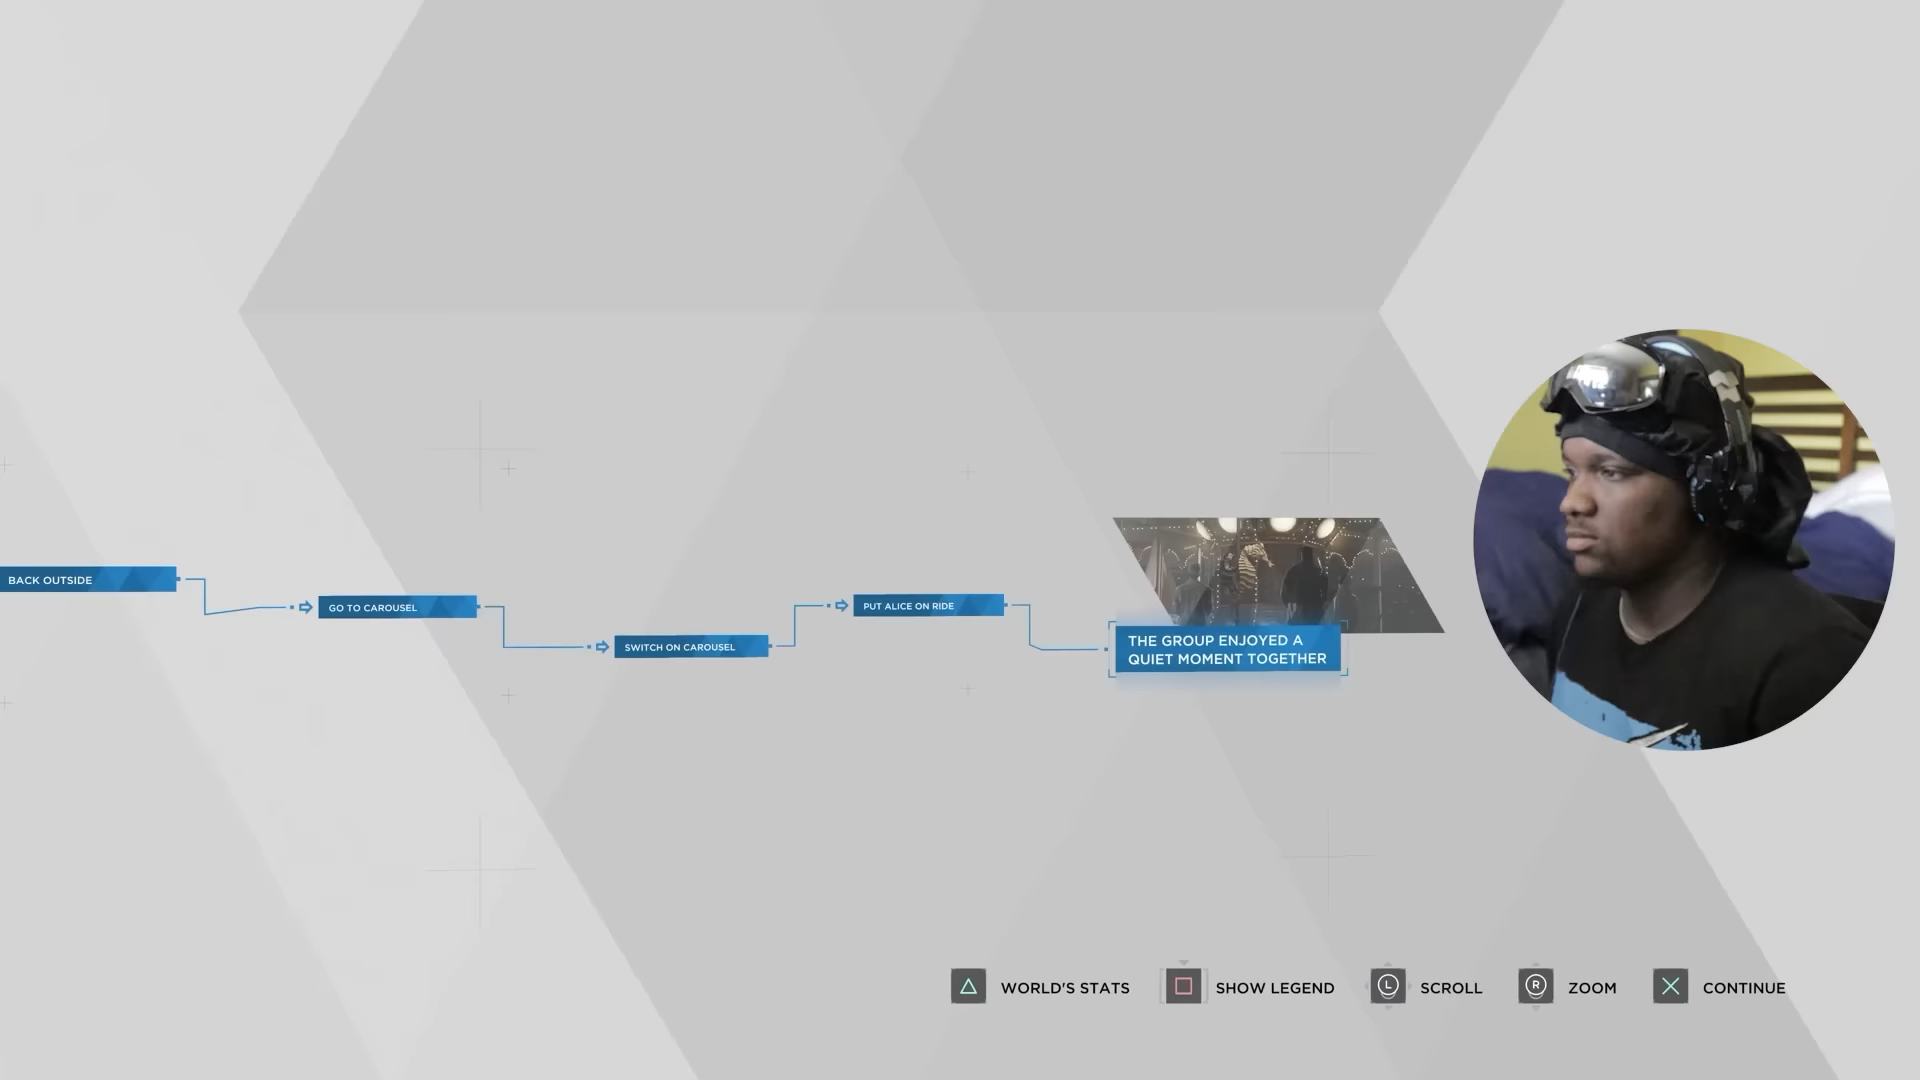 BACK OUTSIDE
GO TO CAROUSEL
SWITCH ON CAROUSEL
PUT ALICE ON RIDE
THE GROUP ENJOYED A
QUIET MOMENT TOGETHER
WORLD'S STATS
SHOW LEGEND
L
SCROLL
R
ZOOM
CONTINUE